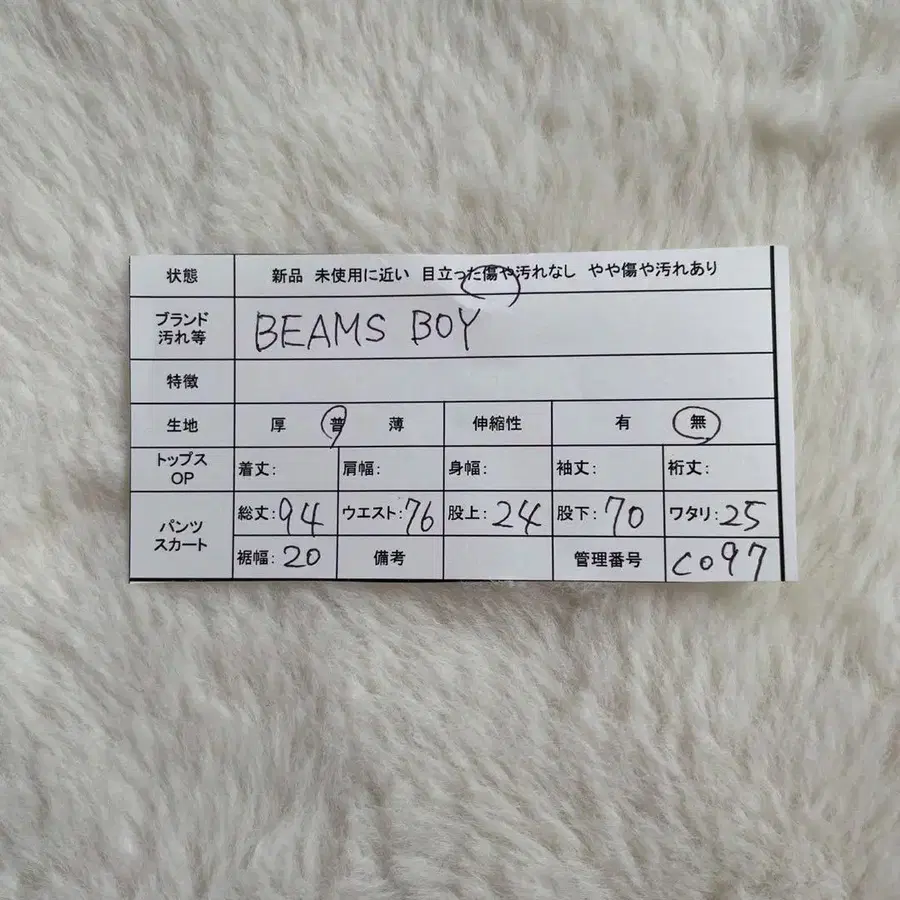 状態 新品 未使用に近い 目立った傷や汚れなし やや傷や汚れあり
ブランド
汚れ等
BEAMS BOY
特徴
生地 厚 普 薄 伸縮性 有 無
トップス
OP
着丈: 肩幅: 身幅: 袖丈: 裄丈:
パンツ
スカート
総丈:94 ウエスト:76 股上:24 股下:70 ワタリ:25
裾幅:20 備考 管理番号 C097